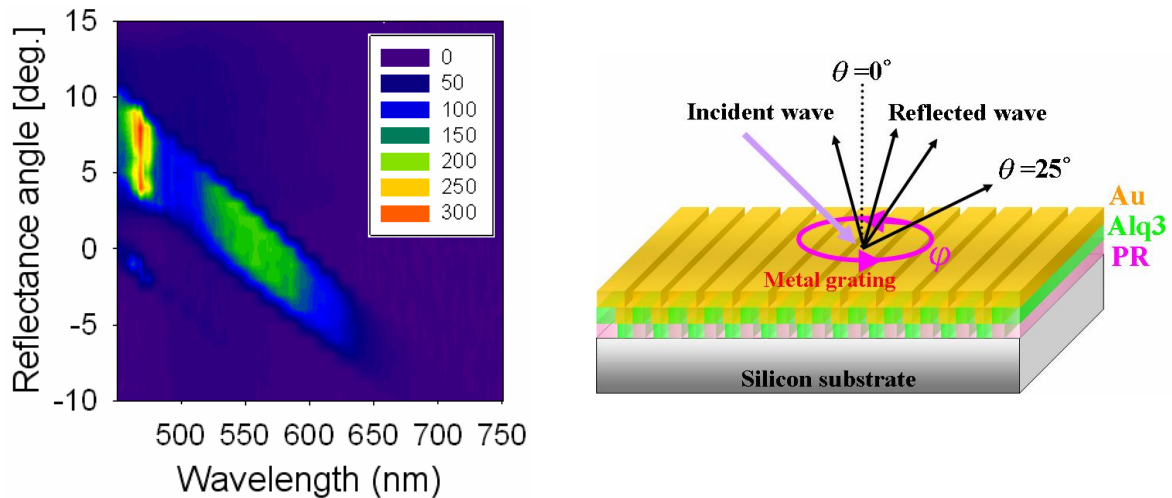 15
10
5
0
-5
-10
Reflectance angle [deg.]
500 550 600 650 700 750
Wavelength (nm)
0
50
100
150
200
250
300
θ=0°
Incident wave
Reflected wave
θ=25°
Au
Alq3
PR
φ
Metal grating
Silicon substrate